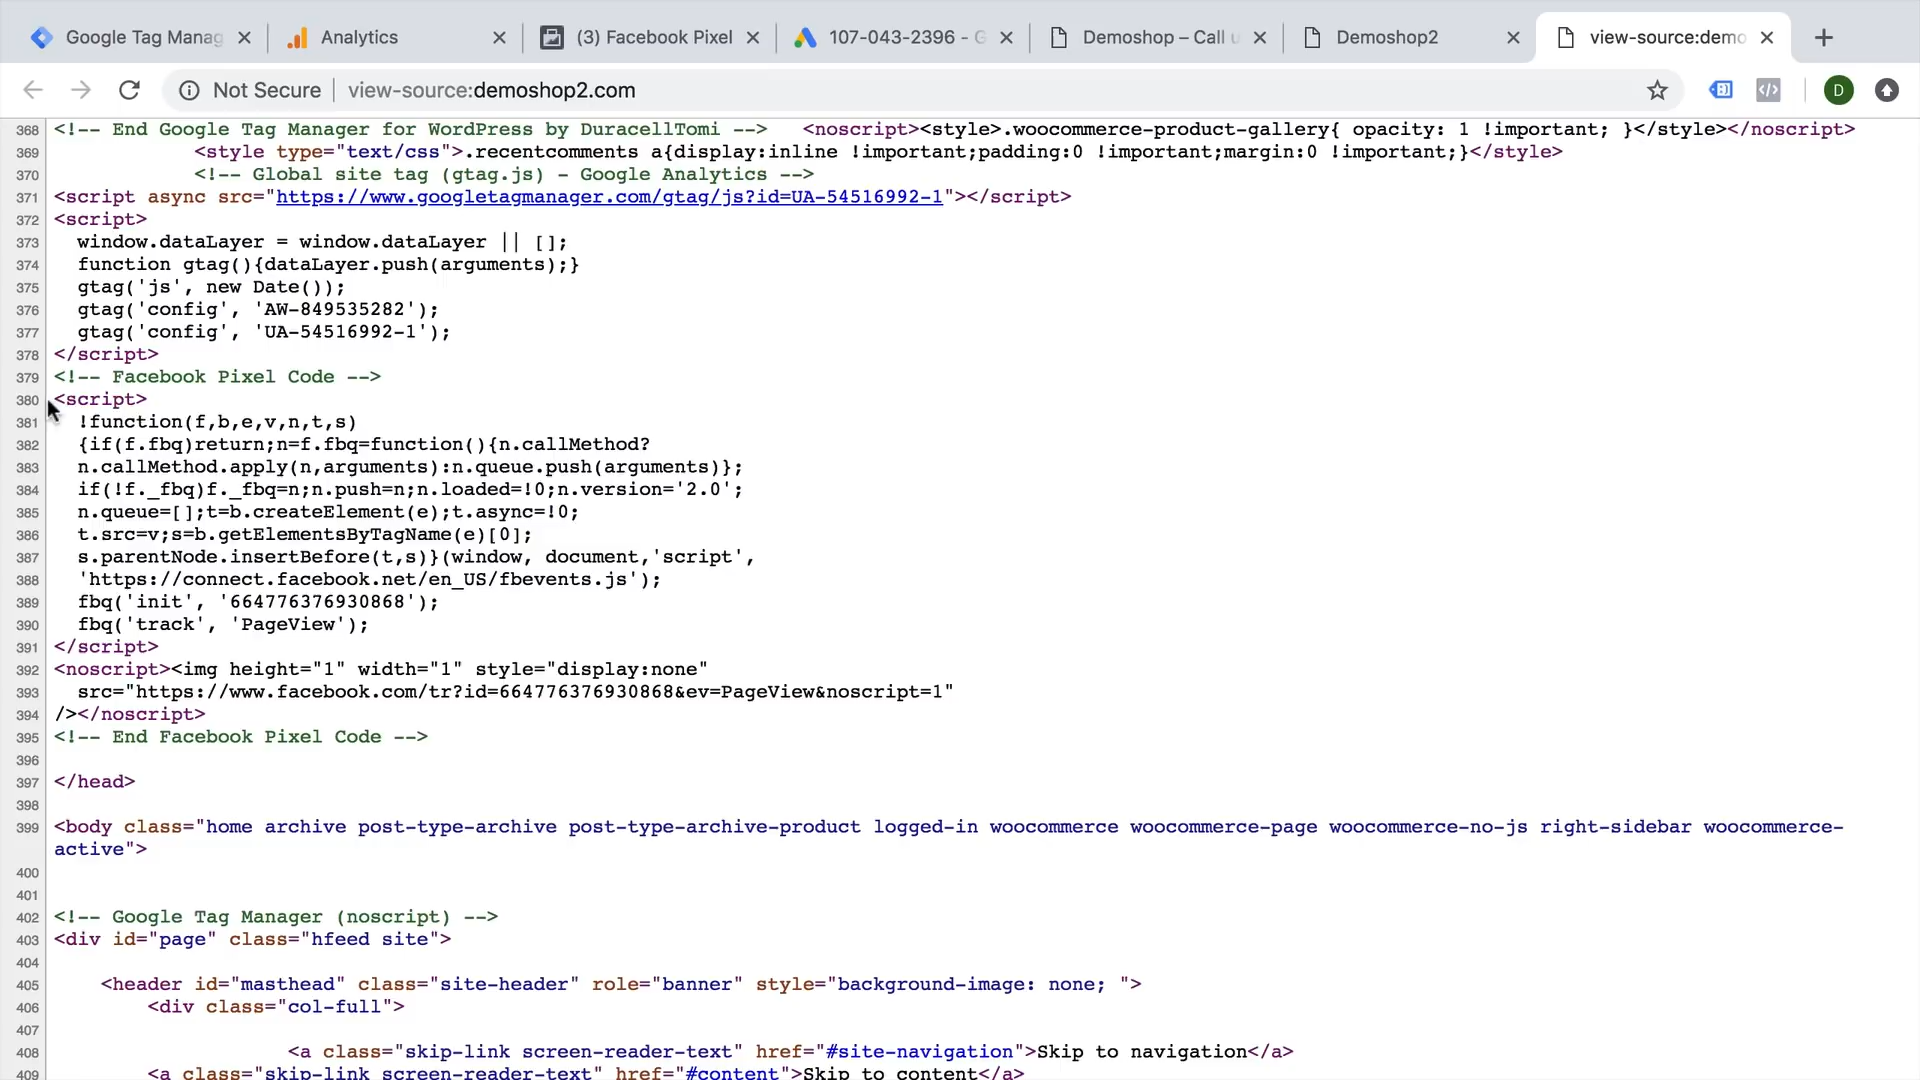 Google Tag Manag
Analytics
(3) Facebook Pixel
107-043-2396 - G
Demoshop – Call u
Demoshop2
view-source:demo
Not Secure | view-source:demoshop2.com
D
368 <!-- End Google Tag Manager for WordPress by DuracellTomi -->   <noscript><style>.woocommerce-product-gallery{ opacity: 1 !important; }</style></noscript>
369 <style type="text/css">.recentcomments a{display:inline !important;padding:0 !important;margin:0 !important;}</style>
370 <!-- Global site tag (gtag.js) - Google Analytics -->
371 <script async src="https://www.googletagmanager.com/gtag/js?id=UA-54516992-1"></script>
372 <script>
373 window.dataLayer = window.dataLayer || [];
374 function gtag(){dataLayer.push(arguments);}
375 gtag('js', new Date());
376 gtag('config', 'AW-849535282');
377 gtag('config', 'UA-54516992-1');
378 </script>
379 <!-- Facebook Pixel Code -->
380 <script>
381 !function(f,b,e,v,n,t,s)
382 {if(f.fbq)return;n=f.fbq=function(){n.callMethod?
383 n.callMethod.apply(n,arguments):n.queue.push(arguments)};
384 if(!f._fbq)f._fbq=n;n.push=n;n.loaded=!0;n.version='2.0';
385 n.queue=[];t=b.createElement(e);t.async=!0;
386 t.src=v;s=b.getElementsByTagName(e)[0];
387 s.parentNode.insertBefore(t,s)}(window, document,'script',
388 'https://connect.facebook.net/en_US/fbevents.js');
389 fbq('init', '664776376930868');
390 fbq('track', 'PageView');
391 </script>
392 <noscript><img height="1" width="1" style="display:none"
393 src="https://www.facebook.com/tr?id=664776376930868&ev=PageView&noscript=1"
394 /></noscript>
395 <!-- End Facebook Pixel Code -->
396
397 </head>
398
399 <body class="home archive post-type-archive post-type-archive-product logged-in woocommerce woocommerce-page woocommerce-no-js right-sidebar woocommerce-
active">
400
401
402 <!-- Google Tag Manager (noscript) -->
403 <div id="page" class="hfeed site">
404
405 <header id="masthead" class="site-header" role="banner" style="background-image: none; ">
406 <div class="col-full">
407
408 <a class="skip-link screen-reader-text" href="#site-navigation">Skip to navigation</a>
409 <a class="skip-link screen-reader-text" href="#content">Skip to content</a>